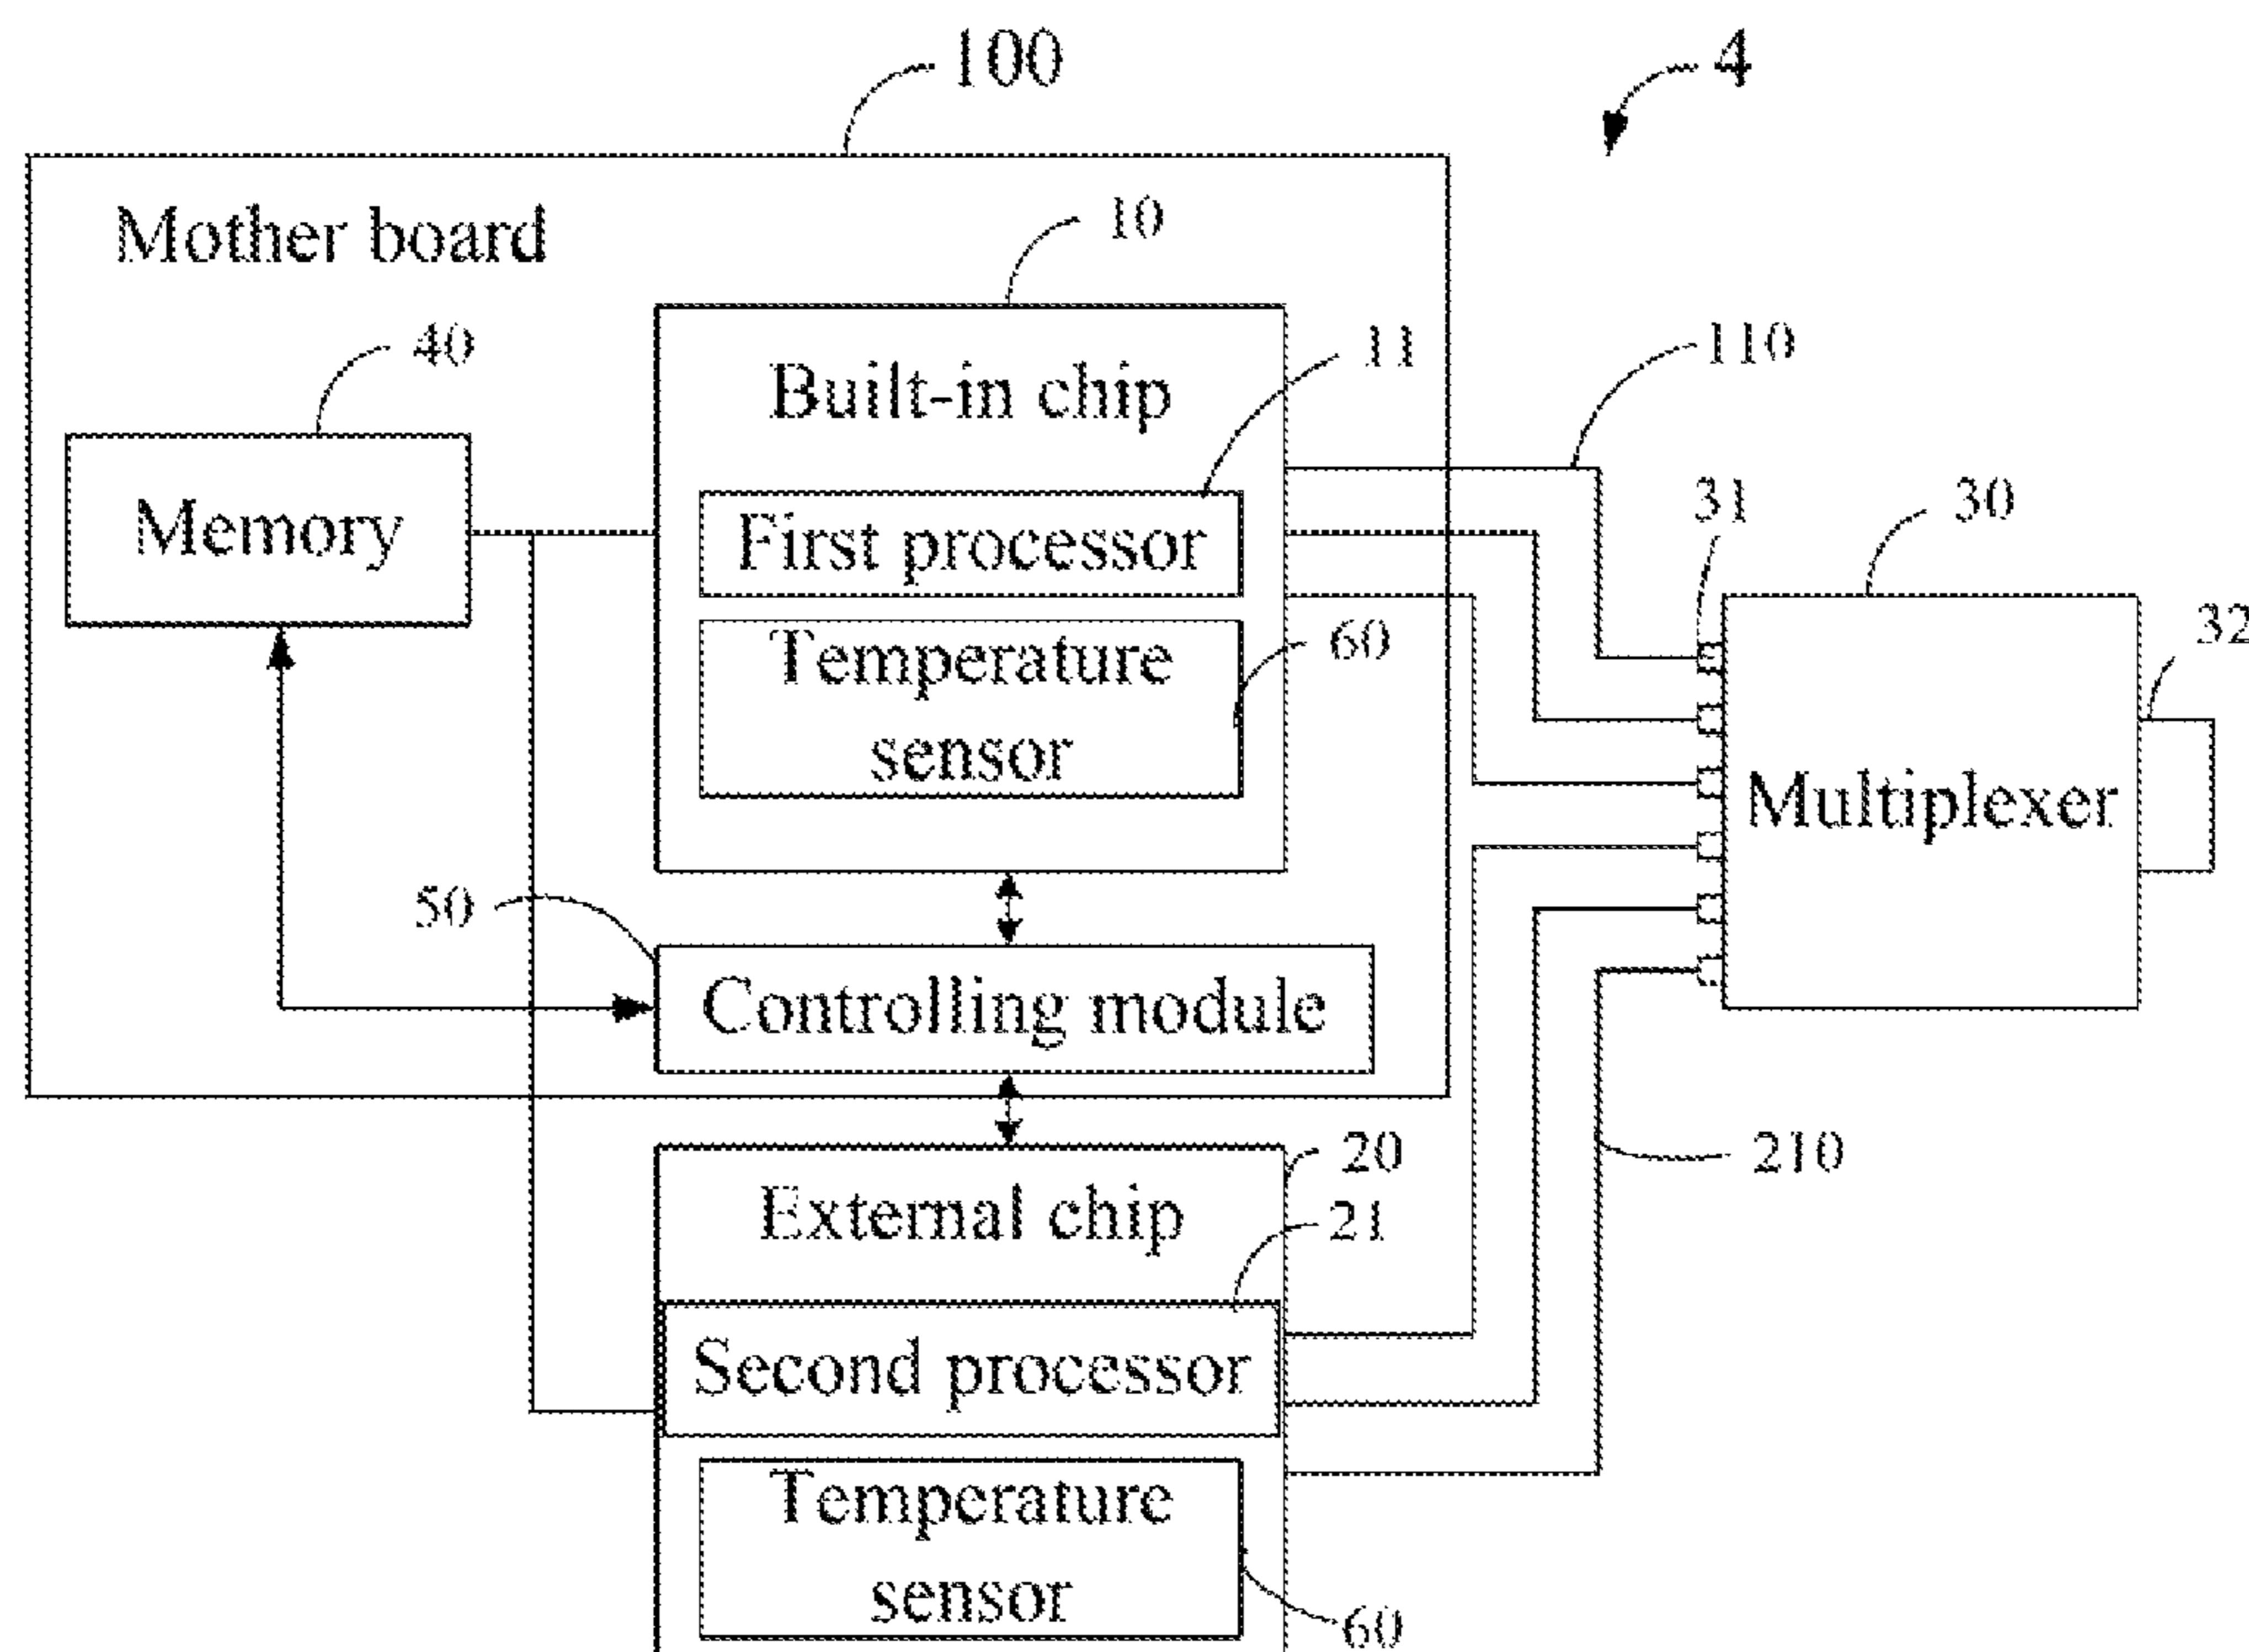 100
4
Mother board
10
40
11
110
Built-in chip
Memory
First processor
31
30
32
Temperature
sensor
60
Multiplexer
50
Controlling module
20
210
External chip
21
Second processor
Temperature
sensor
60